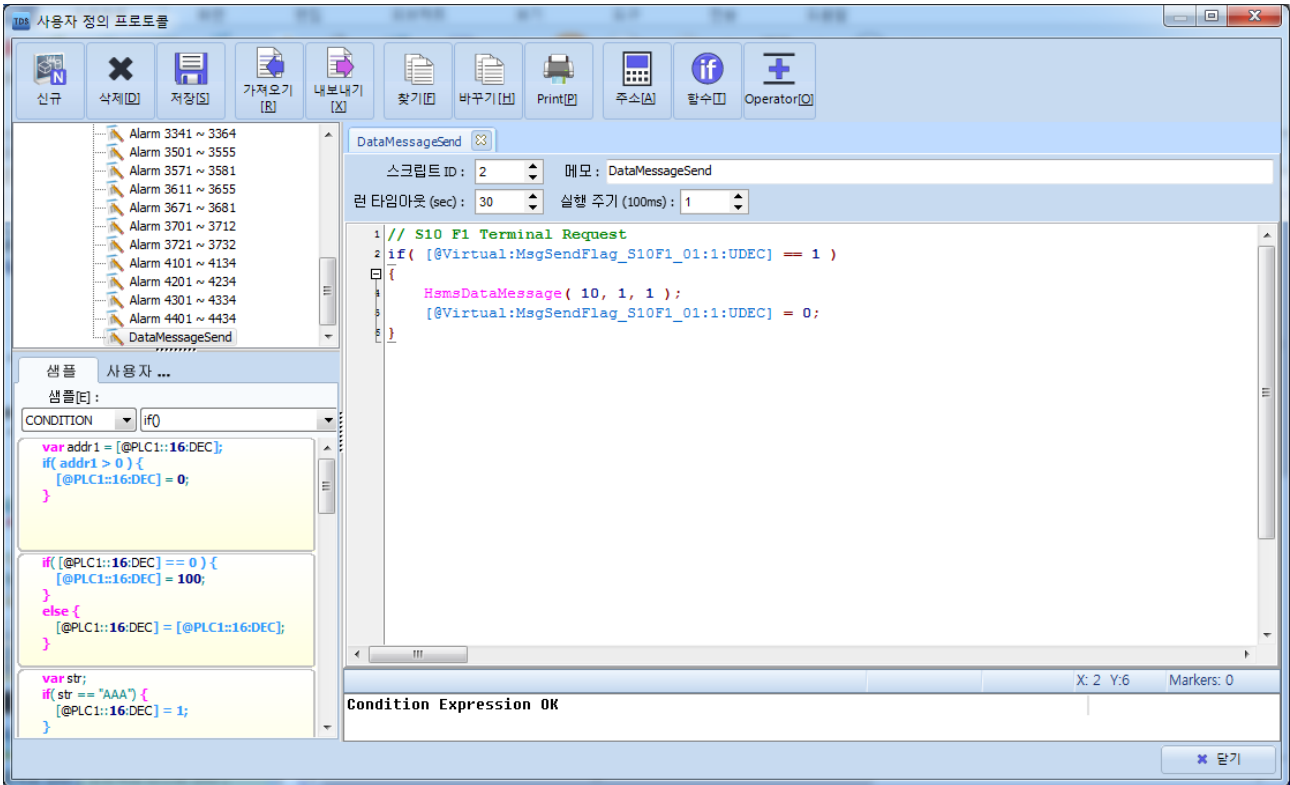 TDS 사용자 정의 프로토콜
신규
삭제[D]
저장[S]
가져오기
[R]
내보내기
[X]
찾기[F]
바꾸기[H]
Print[P]
주소[A]
함수[T]
Operator[O]
Alarm 3341 ~ 3364
Alarm 3501 ~ 3555
Alarm 3571 ~ 3581
Alarm 3611 ~ 3655
Alarm 3671 ~ 3681
Alarm 3701 ~ 3712
Alarm 3721 ~ 3732
Alarm 4101 ~ 4134
Alarm 4201 ~ 4234
Alarm 4301 ~ 4334
Alarm 4401 ~ 4434
DataMessageSend
샘플 사용자 ...
샘플[E] :
CONDITION if()
var addr1 = [@PLC1::16:DEC];
if( addr1 > 0 ) {
[@PLC1::16:DEC] = 0;
}
if( [@PLC1::16:DEC] == 0 ) {
[@PLC1::16:DEC] = 100;
}
else {
[@PLC1::16:DEC] = [@PLC1::16:DEC];
}
var str;
if( str == "AAA") {
[@PLC1::16:DEC] = 1;
}
DataMessageSend
스크립트 ID : 2 메모 : DataMessageSend
런 타임아웃 (sec) : 30 실행 주기 (100ms) : 1
1 // S10 F1 Terminal Request
2 if( [@Virtual:MsgSendFlag_S10F1_01:1:UDEC] == 1 )
{
HsmsDataMessage( 10, 1, 1 );
[@Virtual:MsgSendFlag_S10F1_01:1:UDEC] = 0;
}
X: 2 Y:6 Markers: 0
Condition Expression OK
닫기